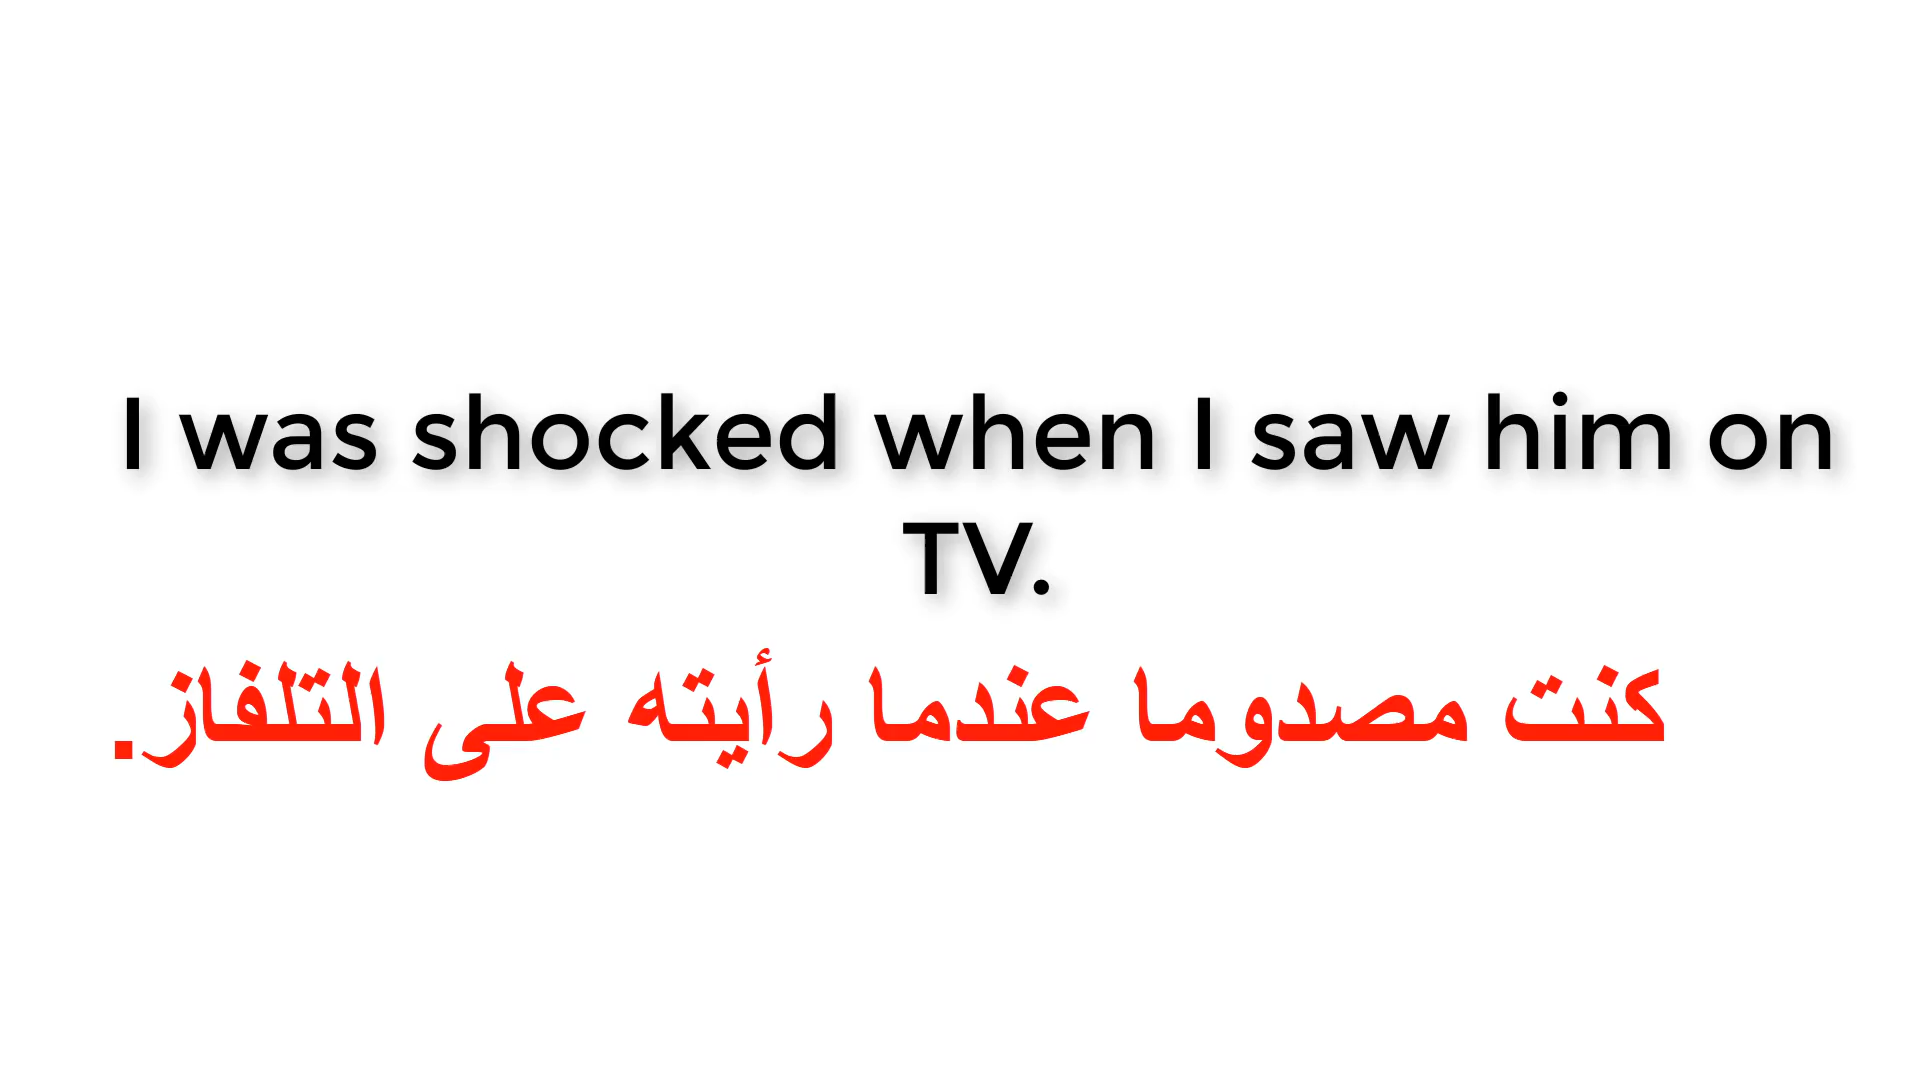 I was shocked when I saw him on
TV.
كنت مصدوما عندما رأيته على التلفاز.